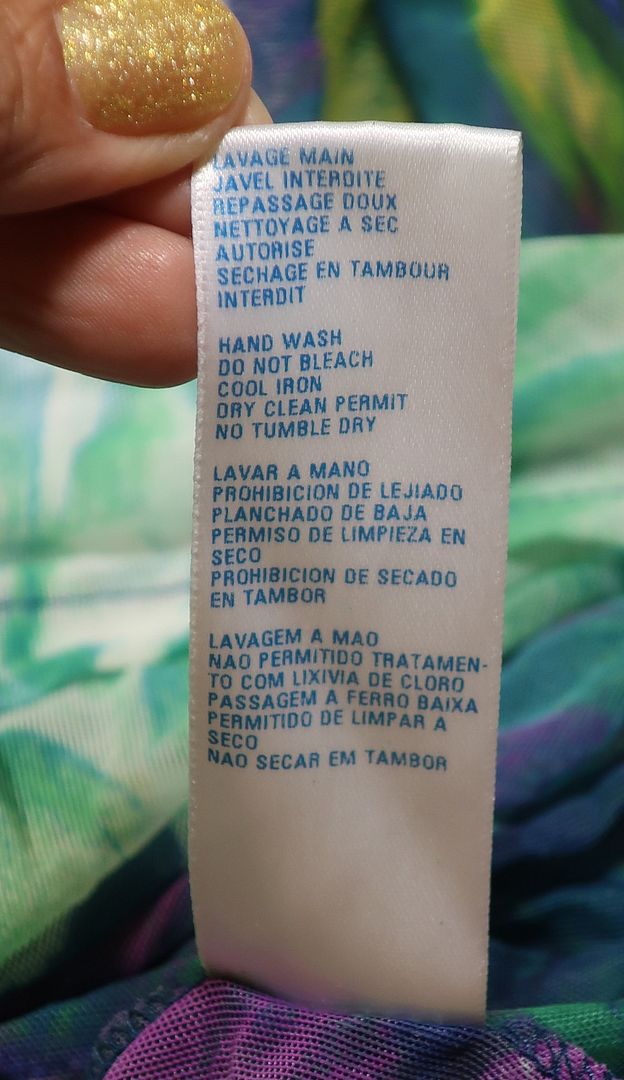 LAVAGE MAIN
JAVEL INTERDITE
REPASSAGE DOUX
NETTOYAGE A SEC
AUTORISE
SECHAGE EN TAMBOUR
INTERDIT
HAND WASH
DO NOT BLEACH
COOL IRON
DRY CLEAN PERMIT
NO TUMBLE DRY
LAVAR A MANO
PROHIBICION DE LEJIADO
PLANCHADO DE BAJA
PERMISO DE LIMPIEZA EN
SECO
PROHIBICION DE SECADO
EN TAMBOR
LAVAGEM A MAO
NAO PERMITIDO TRATAMEN-
TO COM LIXIVIA DE CLORO
PASSAGEM A FERRO BAIXA
PERMITIDO DE LIMPAR A
SECO
NAO SECAR EM TAMBOR